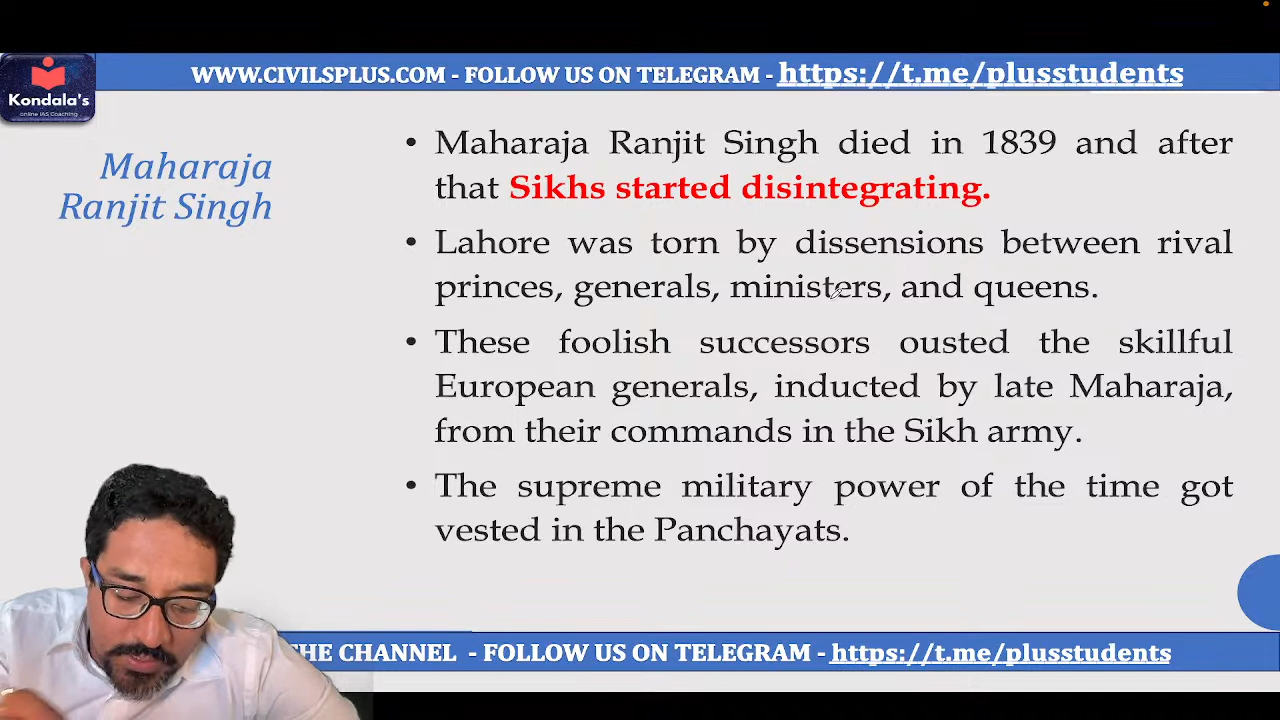 WWW.CIVILSPLUS.COM - FOLLOW US ON TELEGRAM - https://t.me/plusstudents
Kondala's
online IAS Coaching
Maharaja
Ranjit Singh
• Maharaja Ranjit Singh died in 1839 and after
that Sikhs started disintegrating.
• Lahore was torn by dissensions between rival
princes, generals, ministers, and queens.
• These foolish successors ousted the skillful
European generals, inducted by late Maharaja,
from their commands in the Sikh army.
• The supreme military power of the time got
vested in the Panchayats.
THE CHANNEL - FOLLOW US ON TELEGRAM - https://t.me/plusstudents